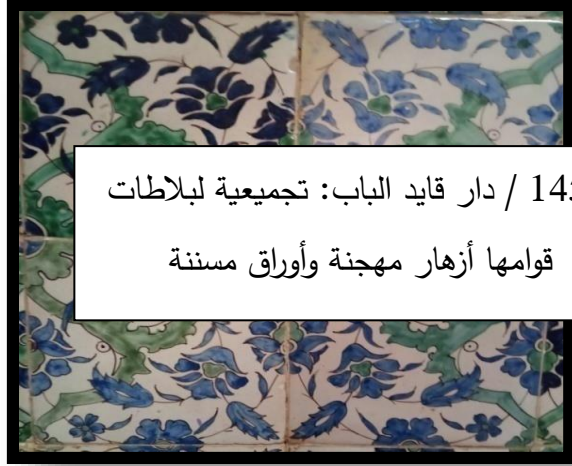 14 / دار قايد الباب: تجميعية لبلاطات
قوامها أزهار مهجنة وأوراق مسننة